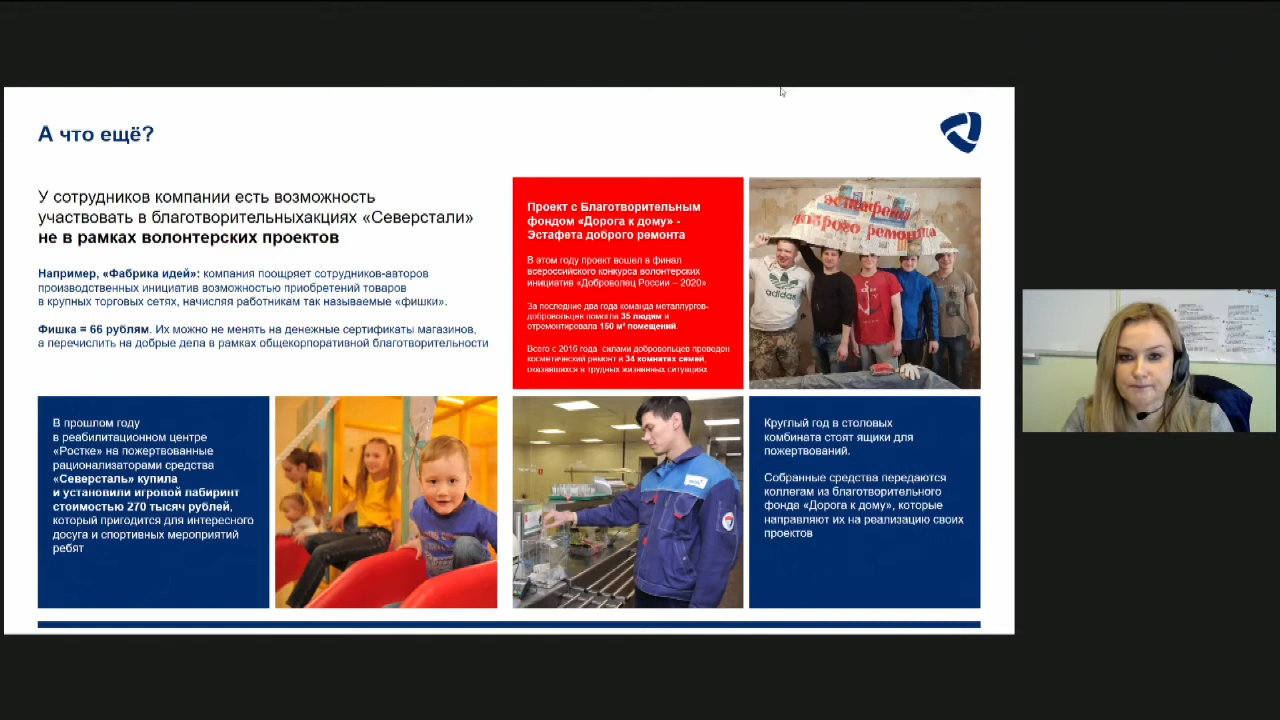 А что ещё?
У сотрудников компании есть возможность
участвовать в благотворительныхакциях «Северстали»
не в рамках волонтерских проектов
Например, «Фабрика идей»: компания поощряет сотрудников-авторов
производственных инициатив возможностью приобретений товаров
в крупных торговых сетях, начисляя работникам так называемые «фишки».
Фишка = 66 рублям. Их можно не менять на денежные сертификаты магазинов,
а перечислить на добрые дела в рамках общекорпоративной благотворительности
Проект с Благотворительным
фондом «Дорога к дому» -
Эстафета доброго ремонта
В этом году проект вошел в финал
всероссийского конкурса волонтерских
инициатив «Доброволец России – 2020»
За последние два года команда металлургов-
добровольцев помогли 35 людям и
отремонтировала 150 м² помещений.
Всего с 2016 года силами добровольцев проведен
косметический ремонт в 34 комнатах семей,
оказавшихся в трудных жизненных ситуациях
эстафета
доброго ремонта
adidas
В прошлом году
в реабилитационном центре
«Ростке» на пожертвованные
рационализаторами средства
«Северсталь» купила
и установили игровой лабиринт
стоимостью 270 тысяч рублей,
который пригодится для интересного
досуга и спортивных мероприятий
ребят
Круглый год в столовых
комбината стоят ящики для
пожертвований.
Собранные средства передаются
коллегам из благотворительного
фонда «Дорога к дому», которые
направляют их на реализацию своих
проектов